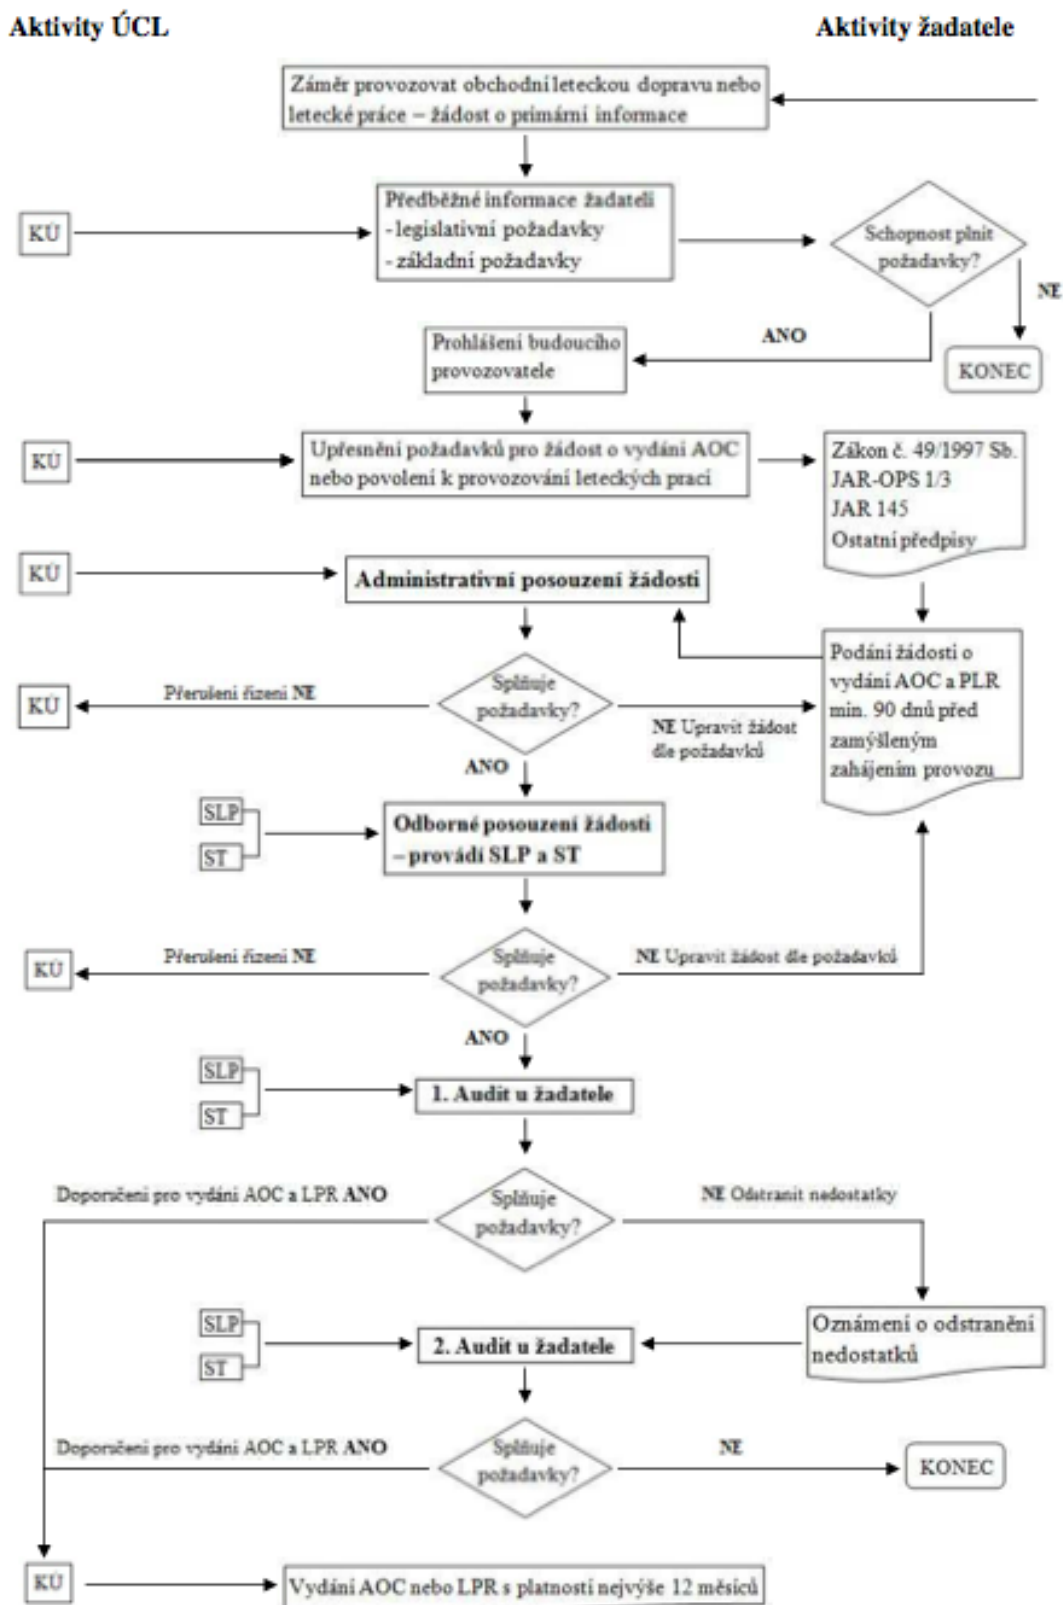 Aktivity ÚCL
Aktivity žadatele
Záměr provozovat obchodní leteckou dopravu nebo
letecké práce – žádost o primární informace
KÚ
Předběžné informace žadateli
- legislativní požadavky
- základní požadavky
Schopnost plnit
požadavky?
NE
ANO
KONEC
Prohlášení budoucího
provozovatele
KÚ
Upřesnění požadavků pro žádost o vydání AOC
nebo povolení k provozování leteckých prací
Zákon č. 49/1997 Sb.
JAR-OPS 1/3
JAR 145
Ostatní předpisy
KÚ
Administrativní posouzení žádosti
Podání žádosti o
vydání AOC a PLR
min. 90 dnů před
zamýšleným
zahájením provozu
KÚ
Přerušení řízení NE
Splňuje
požadavky?
NE Upravit žádost
dle požadavků
ANO
SLP
ST
Odborné posouzení žádosti
– provádí SLP a ST
KÚ
Přerušení řízení NE
Splňuje
požadavky?
NE Upravit žádost dle požadavků
ANO
SLP
ST
1. Audit u žadatele
Doporučení pro vydání AOC a LPR ANO
Splňuje
požadavky?
NE Odstranit nedostatky
SLP
ST
2. Audit u žadatele
Oznámení o odstranění
nedostatků
Doporučení pro vydání AOC a LPR ANO
Splňuje
požadavky?
NE
KONEC
KÚ
Vydání AOC nebo LPR s platností nejvýše 12 měsíců